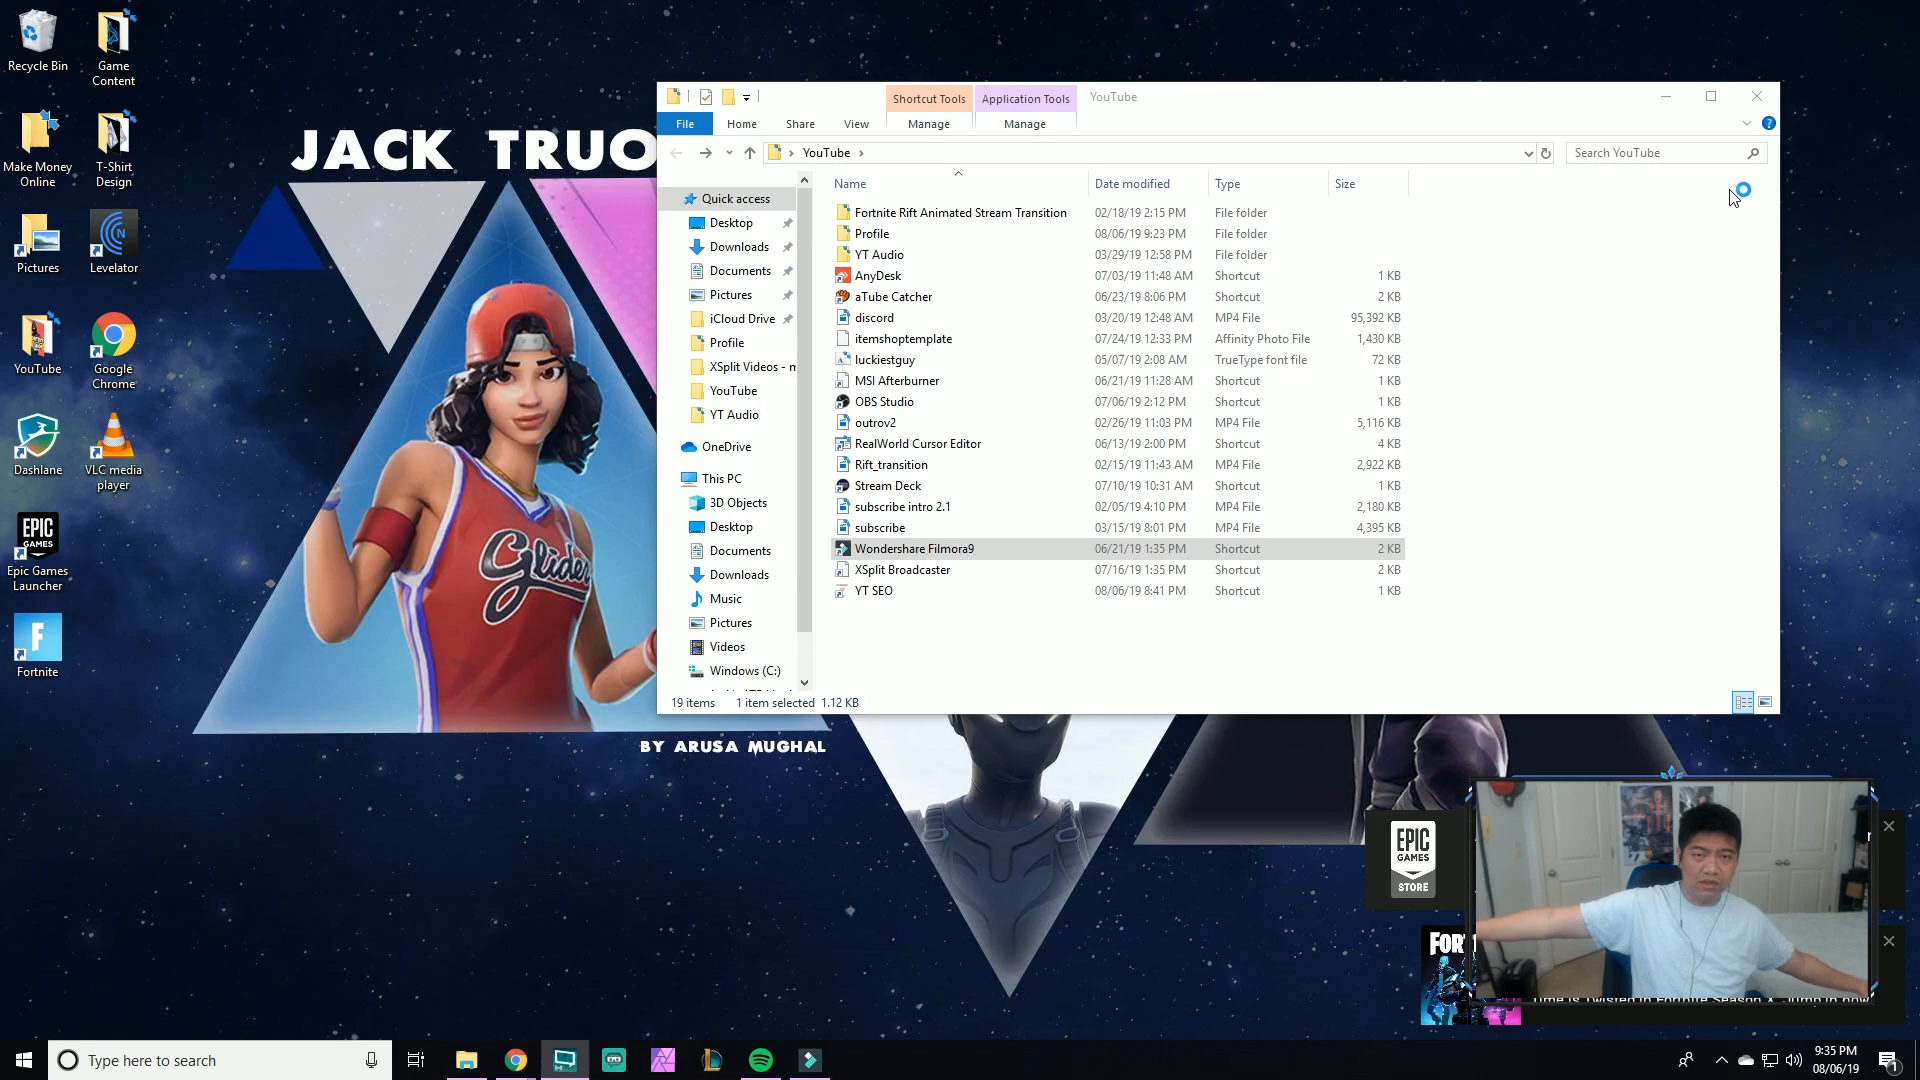 Recycle Bin
Game
Content
Make Money
Online
T-Shirt
Design
Pictures
Levelator
YouTube
Google
Chrome
Dashlane
VLC media
player
EPIC
GAMES
Epic Games
Launcher
F
Fortnite
JACK TRUO
Glider
BY ARUSA MUGHAL
Shortcut Tools
Application Tools
YouTube
File
Home
Share
View
Manage
Manage
YouTube
Search YouTube
Name
Date modified
Type
Size
Quick access
Desktop
Downloads
Documents
Pictures
iCloud Drive
Profile
XSplit Videos - m
YouTube
YT Audio
OneDrive
This PC
3D Objects
Desktop
Documents
Downloads
Music
Pictures
Videos
Windows (C:)
Fortnite Rift Animated Stream Transition 02/18/19 2:15 PM File folder
Profile 08/06/19 9:23 PM File folder
YT Audio 03/29/19 12:58 PM File folder
AnyDesk 07/03/19 11:48 AM Shortcut 1 KB
aTube Catcher 06/23/19 8:06 PM Shortcut 2 KB
discord 03/20/19 12:48 AM MP4 File 95,392 KB
itemshoptemplate 07/24/19 12:33 PM Affinity Photo File 1,430 KB
luckiestguy 05/07/19 2:08 AM TrueType font file 72 KB
MSI Afterburner 06/21/19 11:28 AM Shortcut 1 KB
OBS Studio 07/06/19 2:12 PM Shortcut 1 KB
outrov2 02/26/19 11:03 PM MP4 File 5,116 KB
RealWorld Cursor Editor 06/13/19 2:00 PM Shortcut 4 KB
Rift_transition 02/15/19 11:43 AM MP4 File 2,922 KB
Stream Deck 07/10/19 10:31 AM Shortcut 1 KB
subscribe intro 2.1 02/05/19 4:10 PM MP4 File 2,180 KB
subscribe 03/15/19 8:01 PM MP4 File 4,395 KB
Wondershare Filmora9 06/21/19 1:35 PM Shortcut 2 KB
XSplit Broadcaster 07/16/19 1:35 PM Shortcut 2 KB
YT SEO 08/06/19 8:41 PM Shortcut 1 KB
19 items 1 item selected 1.12 KB
EPIC
GAMES
STORE
FOR
Time is Twisted in Fortnite Season X. Jump in now
Type here to search
9:35 PM
08/06/19
1